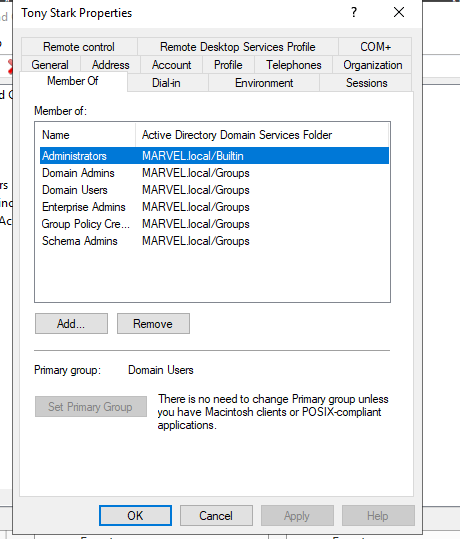 Tony Stark Properties
?
Remote control Remote Desktop Services Profile COM+
General Address Account Profile Telephones Organization
Member Of Dial-in Environment Sessions
Member of:
Name Active Directory Domain Services Folder
Administrators MARVEL.local/Builtin
Domain Admins MARVEL.local/Groups
Domain Users MARVEL.local/Groups
Enterprise Admins MARVEL.local/Groups
Group Policy Cre... MARVEL.local/Groups
Schema Admins MARVEL.local/Groups
Add... Remove
Primary group: Domain Users
Set Primary Group
There is no need to change Primary group unless
you have Macintosh clients or POSIX-compliant
applications.
OK Cancel Apply Help